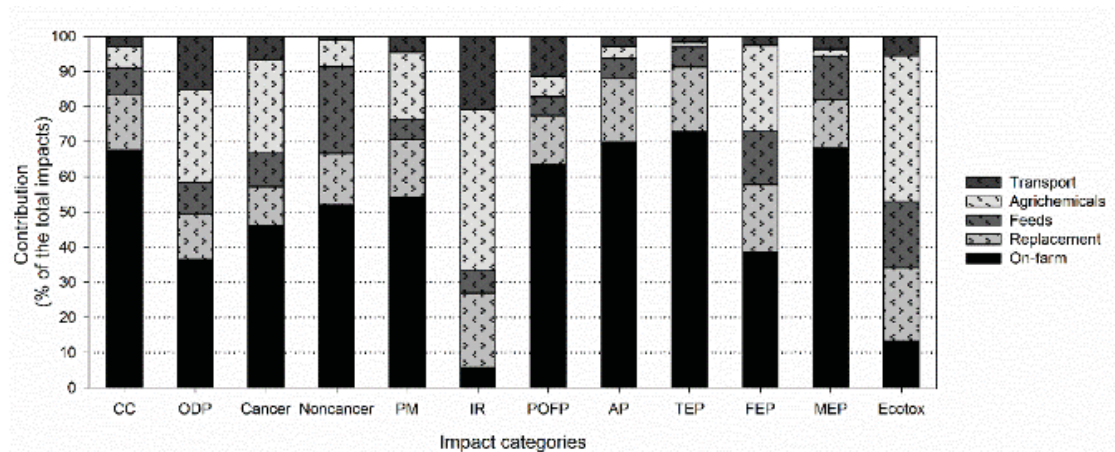 Contribution
(% of the total impacts)
100
90
80
70
60
50
40
30
20
10
0
CC ODP Cancer Noncancer PM IR POFP AP TEP FEP MEP Ecotox
Impact categories
Transport
Agrichemicals
Feeds
Replacement
On-farm